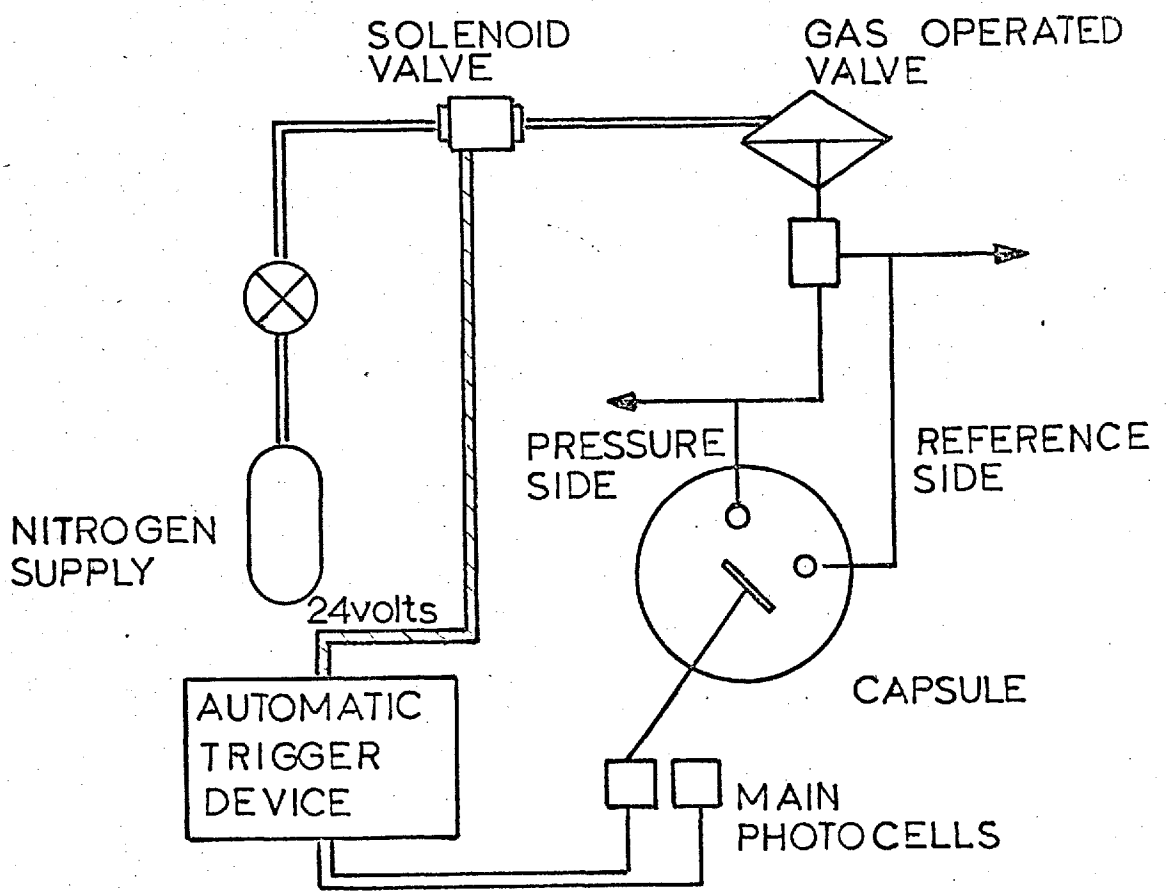 SOLENOID
VALVE
GAS OPERATED
VALVE
PRESSURE
SIDE
REFERENCE
SIDE
NITROGEN
SUPPLY
24volts
CAPSULE
AUTOMATIC
TRIGGER
DEVICE
MAIN
PHOTOCELLS